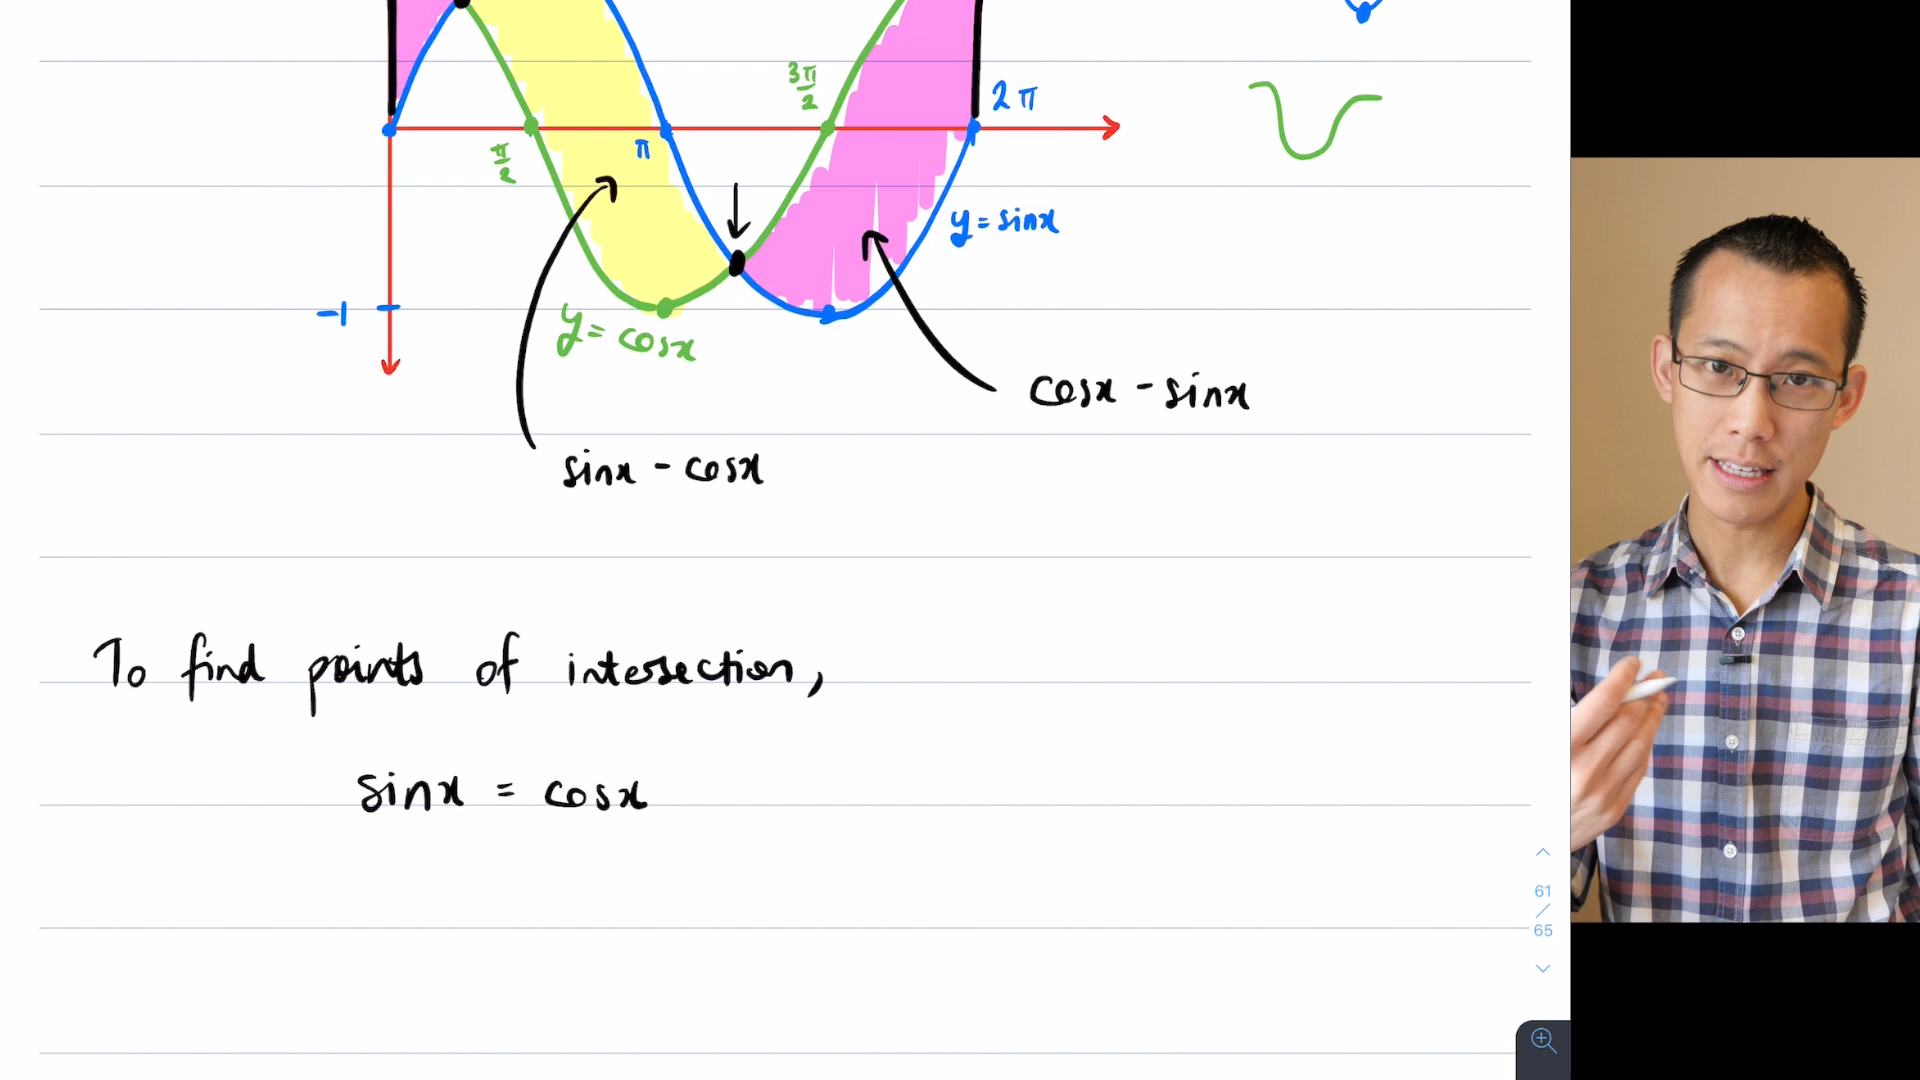 3π/2
2π
π/2
π
y = sinx
-1
y = cosx
cosx - sinx
sinx - cosx
To find points of intersection,
sinx = cosx
61
/
65